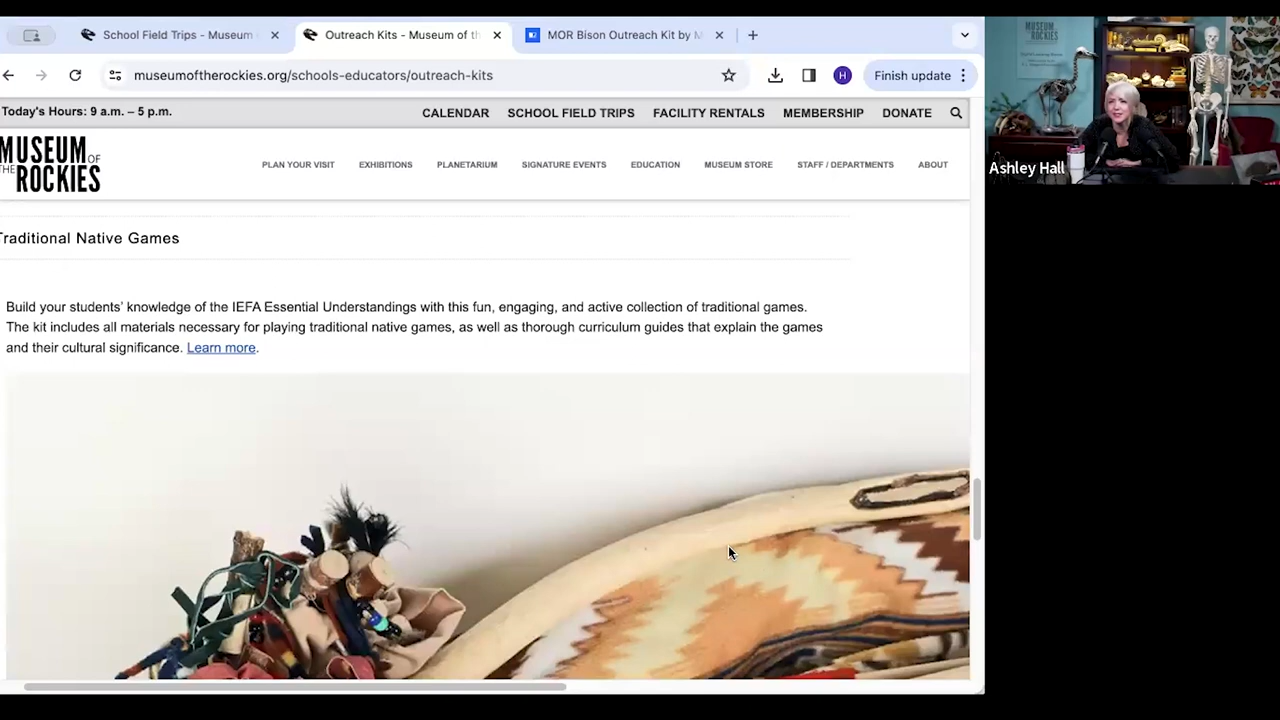 School Field Trips - Museum
Outreach Kits - Museum of th
MOR Bison Outreach Kit by M
museumoftherockies.org/schools-educators/outreach-kits
H
Finish update
Today's Hours: 9 a.m. – 5 p.m.
CALENDAR
SCHOOL FIELD TRIPS
FACILITY RENTALS
MEMBERSHIP
DONATE
MUSEUM OF
THE ROCKIES
PLAN YOUR VISIT
EXHIBITIONS
PLANETARIUM
SIGNATURE EVENTS
EDUCATION
MUSEUM STORE
STAFF / DEPARTMENTS
ABOUT
Traditional Native Games
Build your students' knowledge of the IEFA Essential Understandings with this fun, engaging, and active collection of traditional games.
The kit includes all materials necessary for playing traditional native games, as well as thorough curriculum guides that explain the games
and their cultural significance. Learn more.
MUSEUM
ROCKIES
Ashley Hall